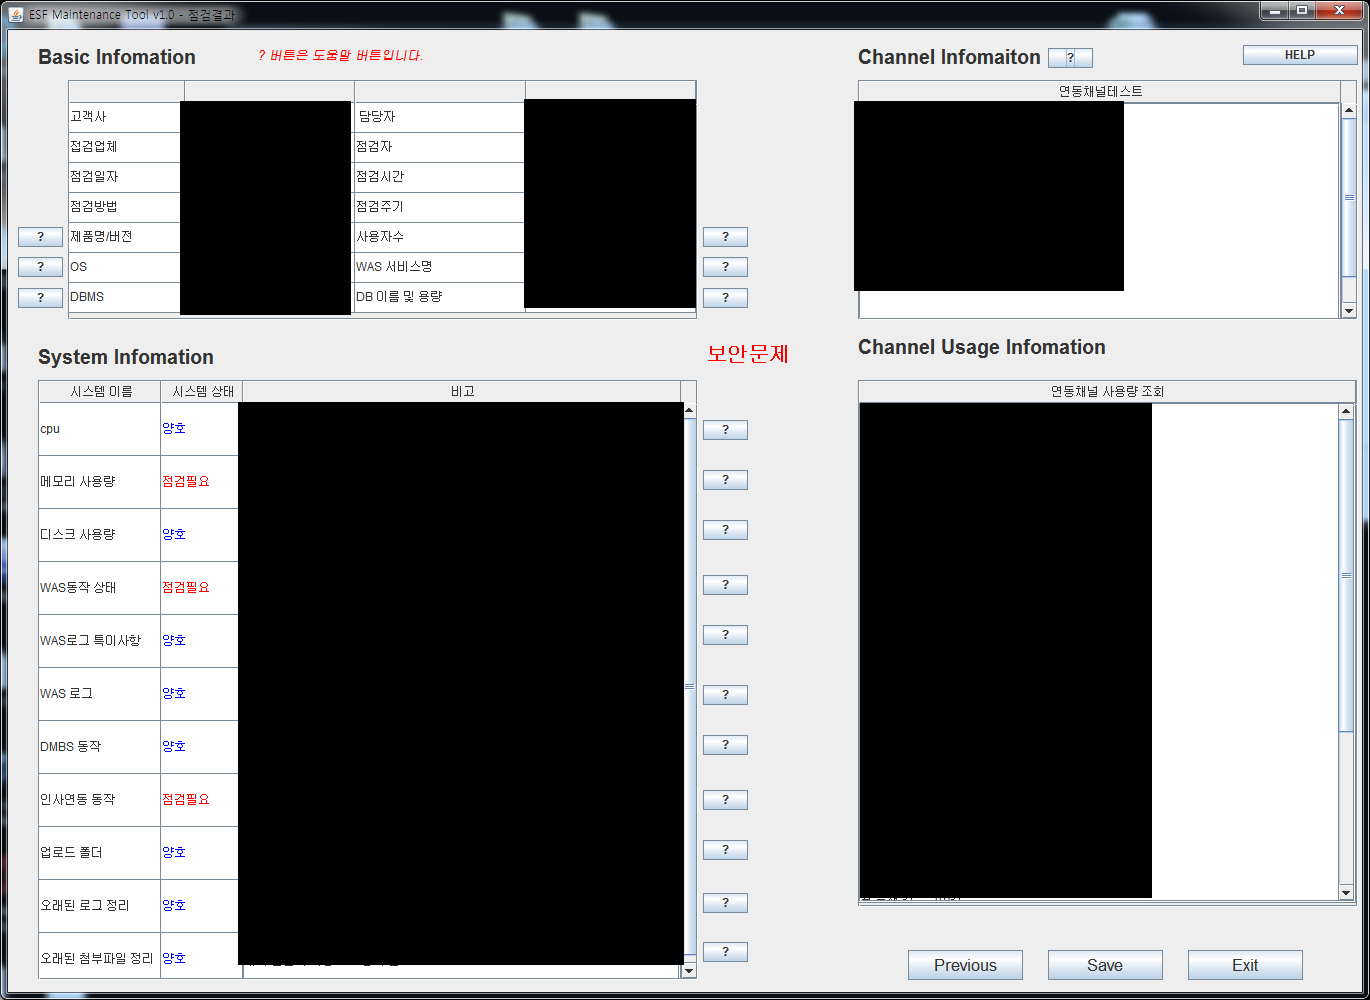 ESF Maintenance Tool v1.0 - 점검결과
Basic Infomation
? 버튼은 도움말 버튼입니다.
고객사 담당자
접검업체 점검자
점검일자 점검시간
점검방법 점검주기
? 제품명/버전 사용자수 ?
? OS WAS 서비스명 ?
? DBMS DB 이름 및 용량 ?
Channel Infomaiton ?
HELP
연동채널테스트
System Infomation
보안문제
시스템 이름 시스템 상태 비고
cpu 양호 ?
메모리 사용량 점검필요 ?
디스크 사용량 양호 ?
WAS동작 상태 점검필요 ?
WAS로그 특이사항 양호 ?
WAS 로그 양호 ?
DMBS 동작 양호 ?
인사연동 동작 점검필요 ?
업로드 폴더 양호 ?
오래된 로그 정리 양호 ?
오래된 첨부파일 정리 양호 ?
Channel Usage Infomation
연동채널 사용량 조회
Previous Save Exit